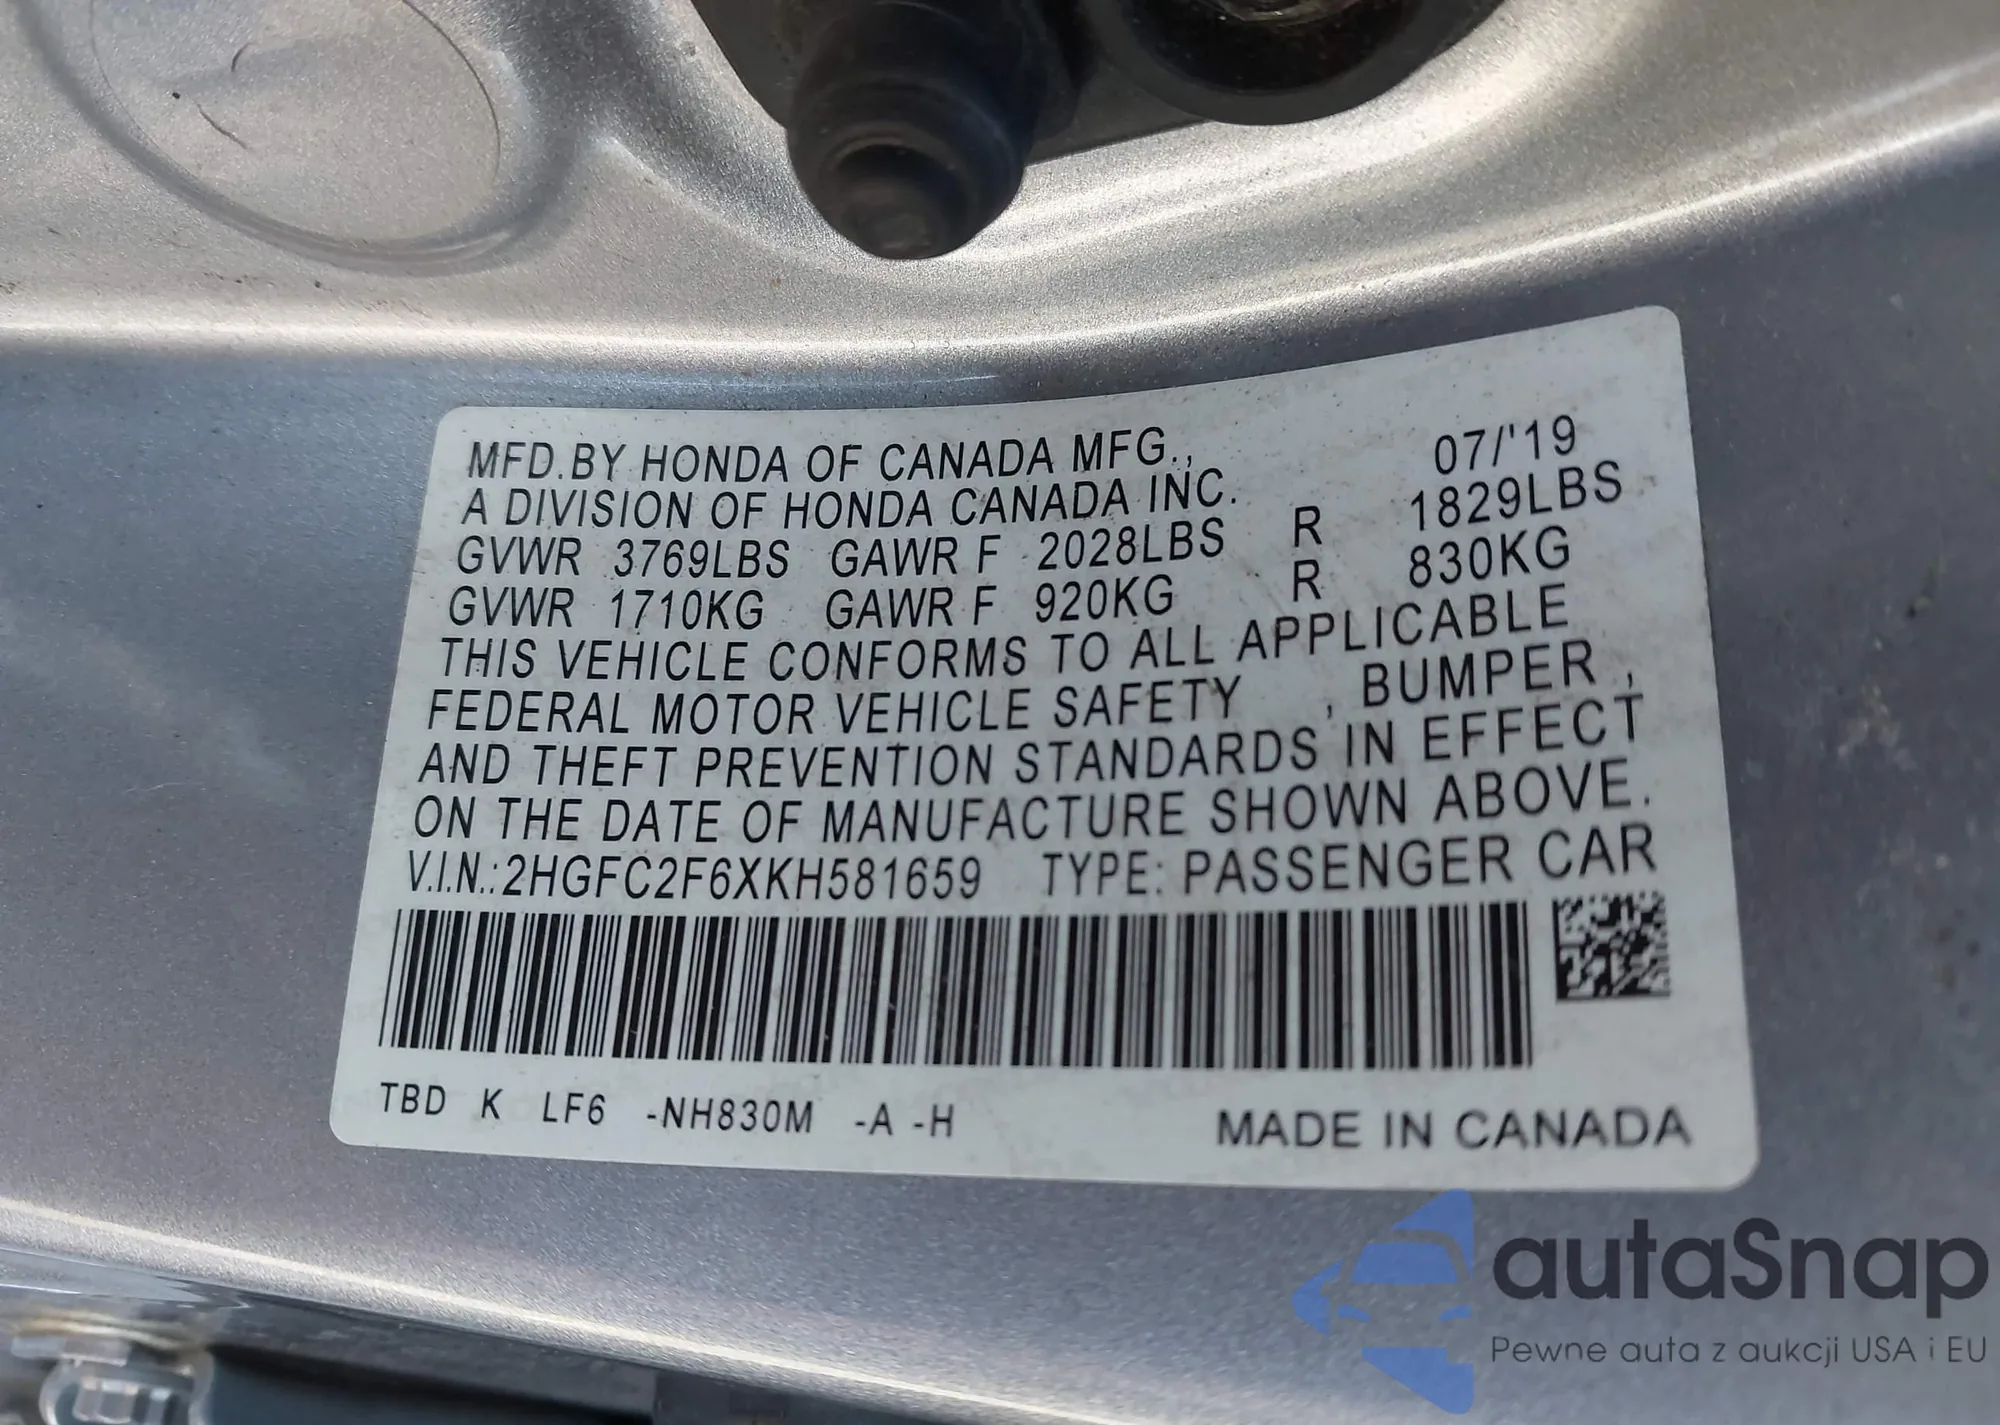 MFD.BY HONDA OF CANADA MFG., 07/'19
A DIVISION OF HONDA CANADA INC.
GVWR 3769LBS GAWR F 2028LBS R 1829LBS
GVWR 1710KG GAWR F 920KG R 830KG
THIS VEHICLE CONFORMS TO ALL APPLICABLE
FEDERAL MOTOR VEHICLE SAFETY , BUMPER ,
AND THEFT PREVENTION STANDARDS IN EFFECT
ON THE DATE OF MANUFACTURE SHOWN ABOVE.
V.I.N.:2HGFC2F6XKH581659 TYPE: PASSENGER CAR
TBD K LF6 -NH830M -A -H MADE IN CANADA
autaSnap
Pewne auta z aukcji USA i EU